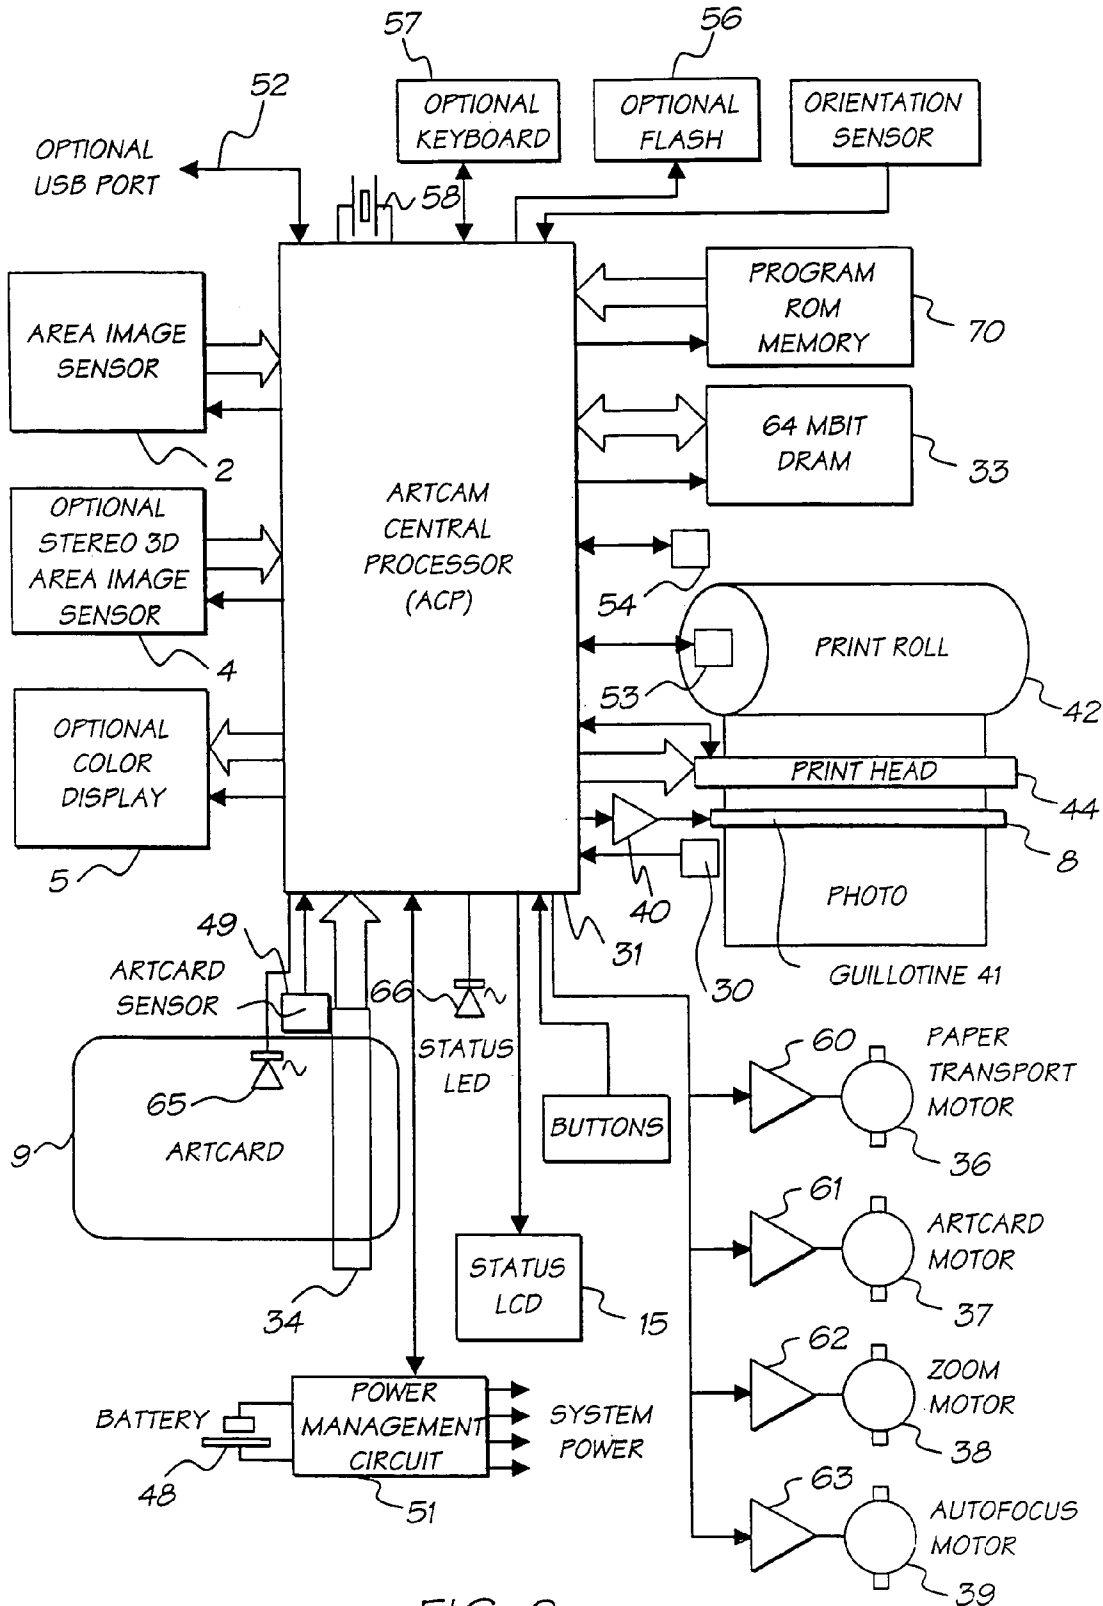 57
56
52
OPTIONAL
KEYBOARD
OPTIONAL
FLASH
ORIENTATION
SENSOR
OPTIONAL
USB PORT
58
AREA IMAGE
SENSOR
2
PROGRAM
ROM
MEMORY
70
64 MBIT
DRAM
33
OPTIONAL
STEREO 3D
AREA IMAGE
SENSOR
4
ARTCAM
CENTRAL
PROCESSOR
(ACP)
54
PRINT ROLL
53
42
OPTIONAL
COLOR
DISPLAY
5
PRINT HEAD
44
8
40
PHOTO
31
30
GUILLOTINE 41
49
ARTCARD
SENSOR
66
STATUS
LED
65
9
ARTCARD
34
BUTTONS
60
PAPER
TRANSPORT
MOTOR
36
61
ARTCARD
MOTOR
37
STATUS
LCD
15
62
ZOOM
MOTOR
38
BATTERY
48
POWER
MANAGEMENT
CIRCUIT
51
SYSTEM
POWER
63
AUTOFOCUS
MOTOR
39